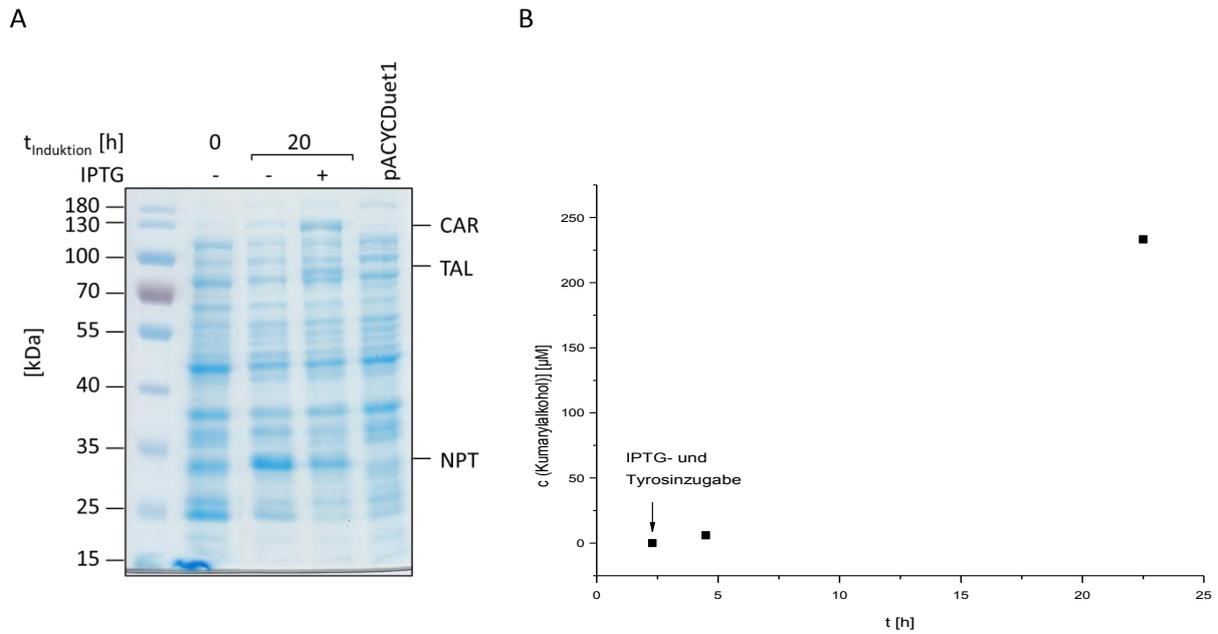 A
B
t_Induktion [h] 0 20 pACYCDuet1
IPTG - - +
180
130
100
70
55
40
35
25
15
[kDa]
CAR
TAL
NPT
c (Kumarylalkohol)] [µM]
250
200
150
100
50
0
IPTG- und
Tyrosinzugabe
0 5 10 15 20 25
t [h]